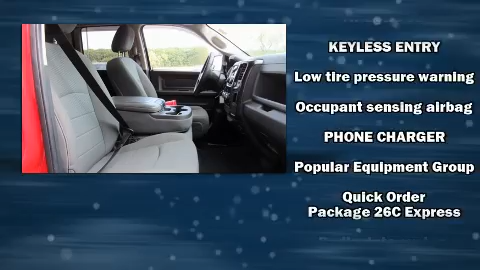 KEYLESS ENTRY
Low tire pressure warning
Occupant sensing airbag
PHONE CHARGER
Popular Equipment Group
Quick Order
Package 26C Express